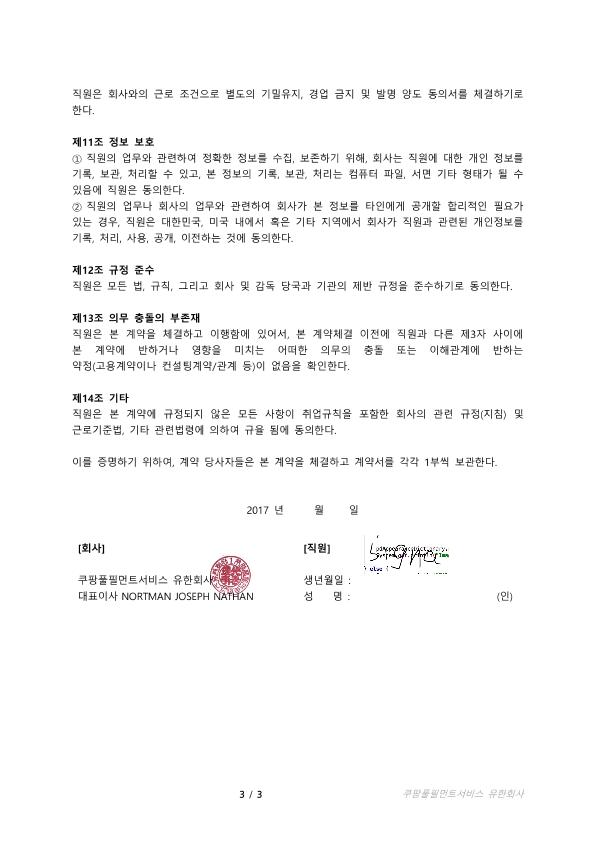 직원은 회사와의 근로 조건으로 별도의 기밀유지, 경업 금지 및 발명 양도 동의서를 체결하기로
한다.
제11조 정보 보호
① 직원의 업무와 관련하여 정확한 정보를 수집, 보존하기 위해, 회사는 직원에 대한 개인 정보를
기록, 보관, 처리할 수 있고, 본 정보의 기록, 보관, 처리는 컴퓨터 파일, 서면 기타 형태가 될 수
있음에 직원은 동의한다.
② 직원의 업무나 회사의 업무와 관련하여 회사가 본 정보를 타인에게 공개할 합리적인 필요가
있는 경우, 직원은 대한민국, 미국 내에서 혹은 기타 지역에서 회사가 직원과 관련된 개인정보를
기록, 처리, 사용, 공개, 이전하는 것에 동의한다.
제12조 규정 준수
직원은 모든 법, 규칙, 그리고 회사 및 감독 당국과 기관의 제반 규정을 준수하기로 동의한다.
제13조 의무 충돌의 부존재
직원은 본 계약을 체결하고 이행함에 있어서, 본 계약체결 이전에 직원과 다른 제3자 사이에
본 계약에 반하거나 영향을 미치는 어떠한 의무의 충돌 또는 이해관계에 반하는
약정(고용계약이나 컨설팅계약/관계 등)이 없음을 확인한다.
제14조 기타
직원은 본 계약에 규정되지 않은 모든 사항이 취업규칙을 포함한 회사의 관련 규정(지침) 및
근로기준법, 기타 관련법령에 의하여 규율 됨에 동의한다.
이를 증명하기 위하여, 계약 당사자들은 본 계약을 체결하고 계약서를 각각 1부씩 보관한다.
2017 년 월 일
[회사] [직원]
쿠팡풀필먼트서비스 유한회사 생년월일 :
대표이사 NORTMAN JOSEPH NATHAN 성 명 : (인)
3 / 3 쿠팡풀필먼트서비스 유한회사